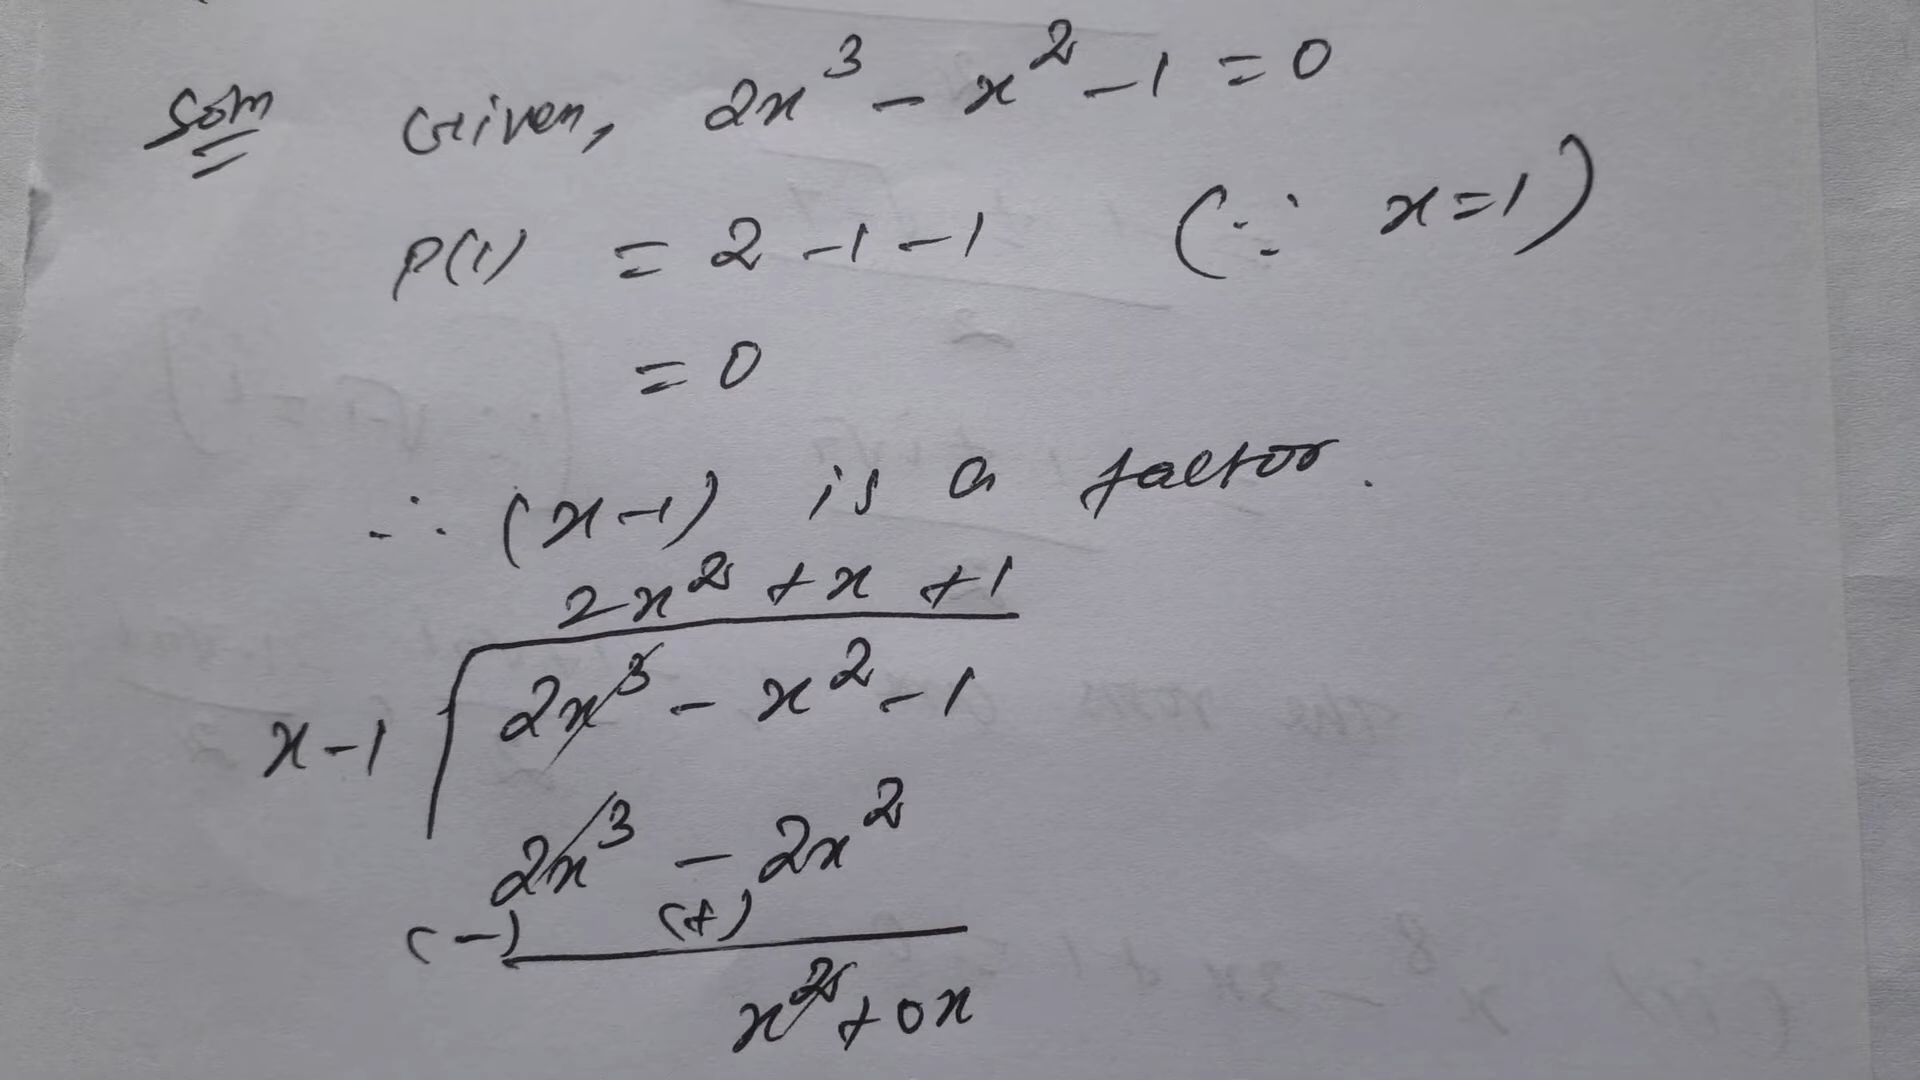 Soln Given, 2x³ - x² - 1 = 0
P(1) = 2 - 1 - 1 (∵ x = 1)
= 0
∴ (x-1) is a factor.
2x² + x + 1
x-1 2x³ - x² - 1
2x³ - 2x²
(-) (+)
x² + 0x